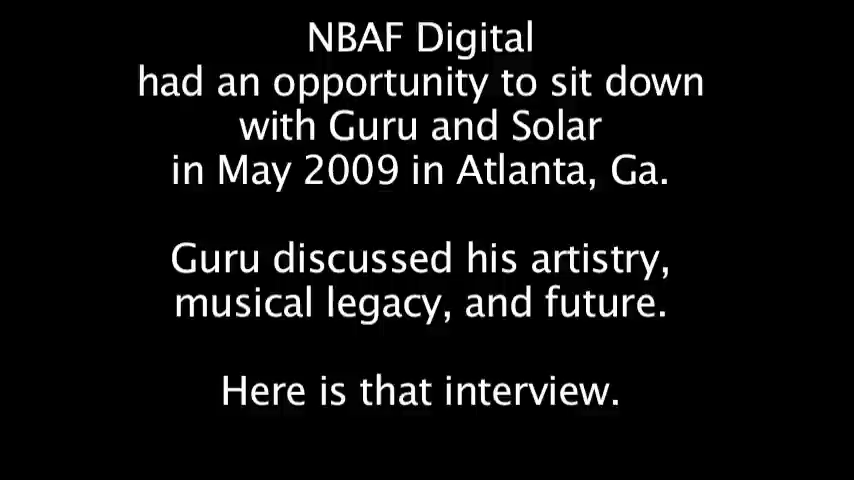 NBAF Digital
had an opportunity to sit down
with Guru and Solar
in May 2009 in Atlanta, Ga.
Guru discussed his artistry,
musical legacy, and future.
Here is that interview.